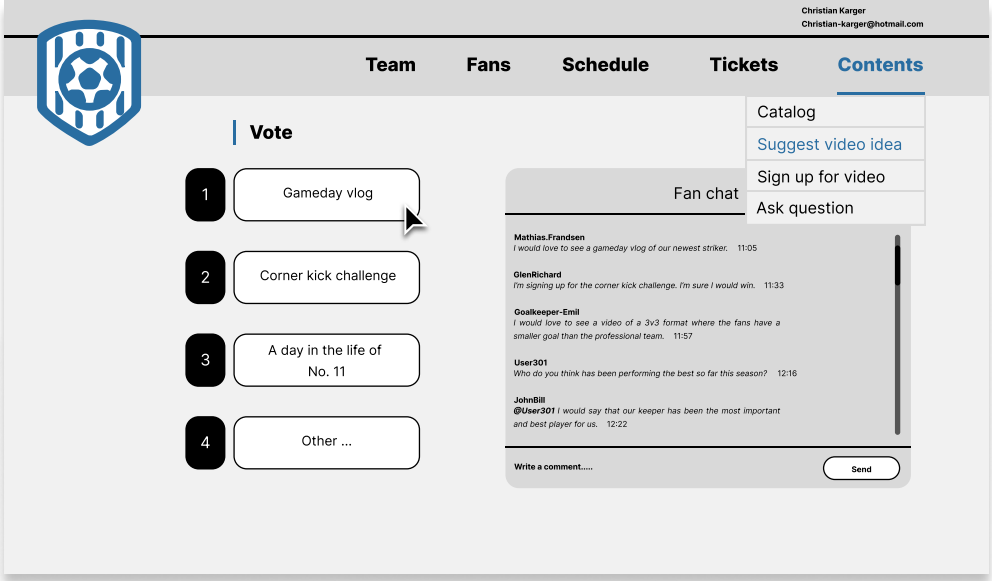 Christian Karger
Christian-karger@hotmail.com
Team Fans Schedule Tickets Contents
Catalog
Suggest video idea
Sign up for video
Ask question
Vote
1 Gameday vlog
2 Corner kick challenge
3 A day in the life of
No. 11
4 Other ...
Fan chat
Mathias.Frandsen
I would love to see a gameday vlog of our newest striker. 11:05
GlenRichard
I'm signing up for the corner kick challenge. I'm sure I would win. 11:33
Goalkeeper-Emil
I would love to see a video of a 3v3 format where the fans have a
smaller goal than the professional team. 11:57
User301
Who do you think has been performing the best so far this season? 12:16
JohnBill
@User301 I would say that our keeper has been the most important
and best player for us. 12:22
Write a comment.....
Send